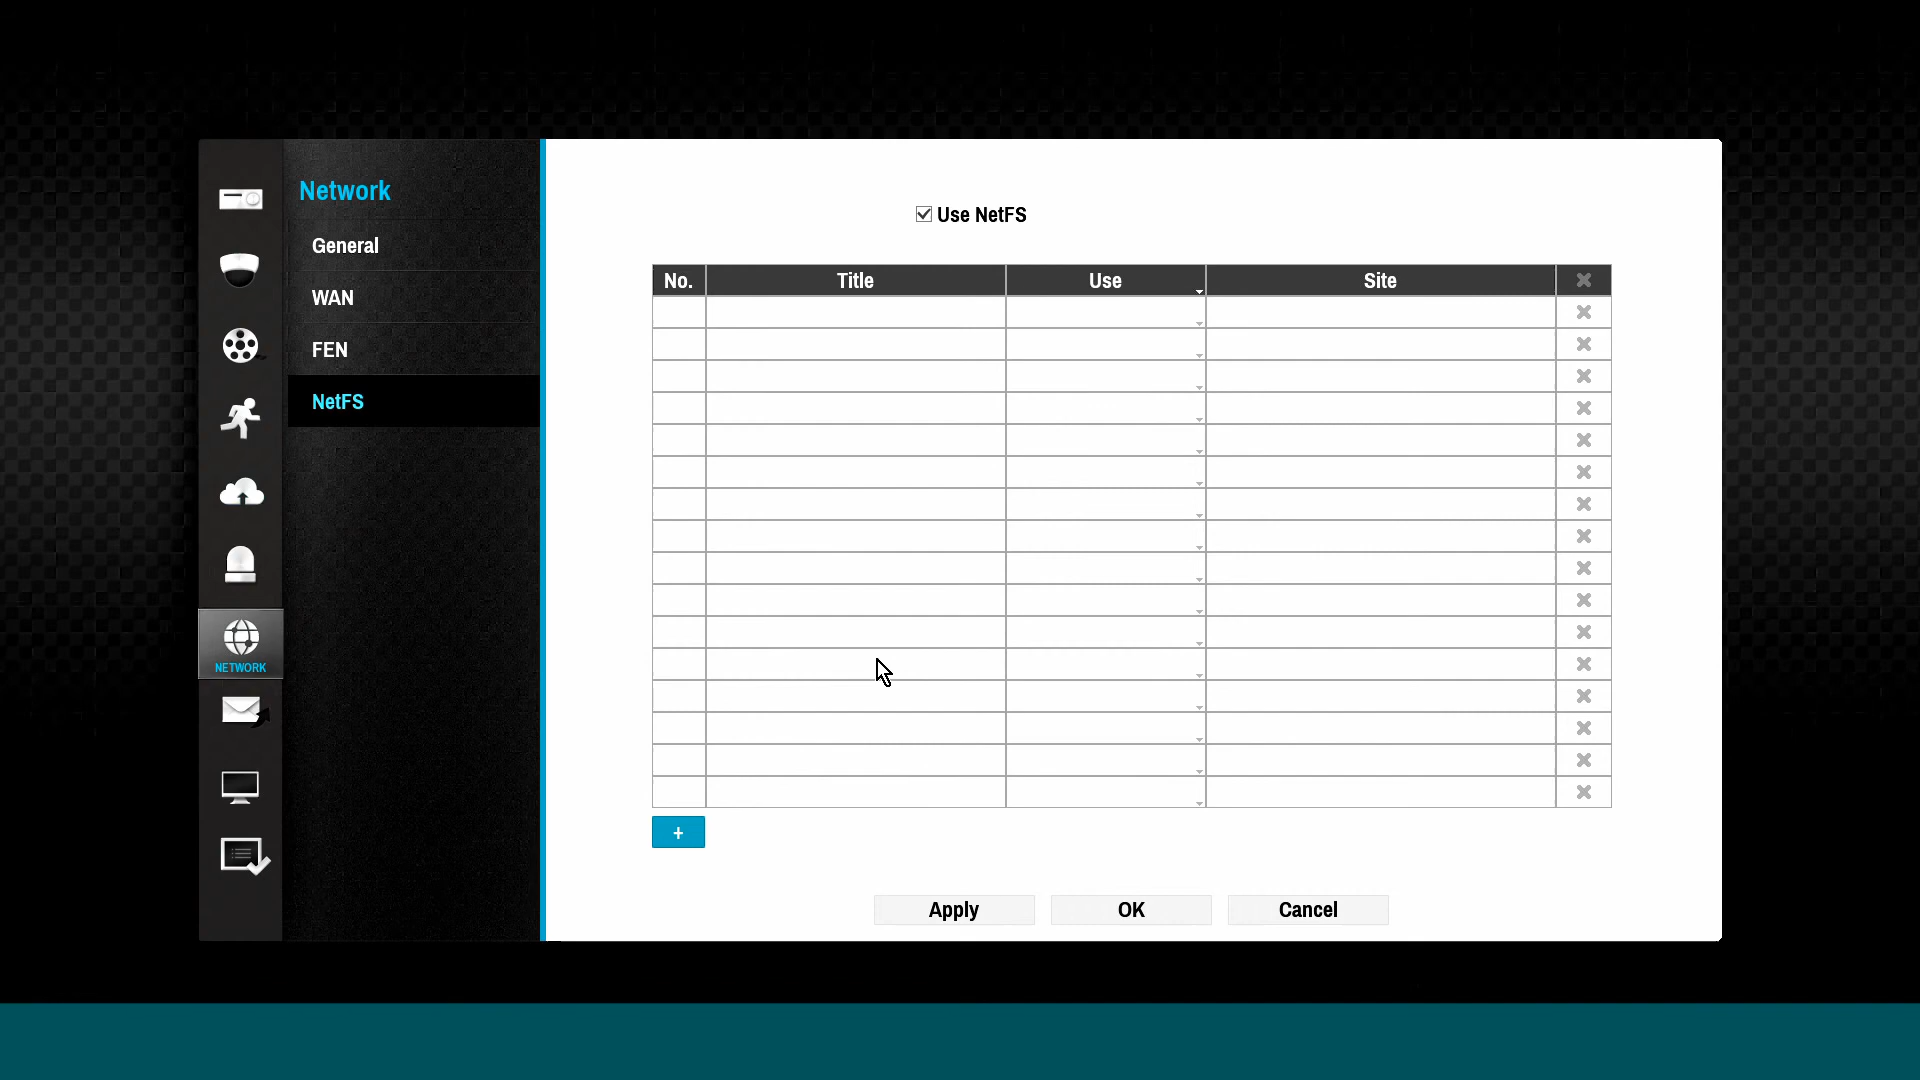 Network
General
WAN
FEN
NetFS
NETWORK
Use NetFS
No. Title Use Site
+
Apply OK Cancel